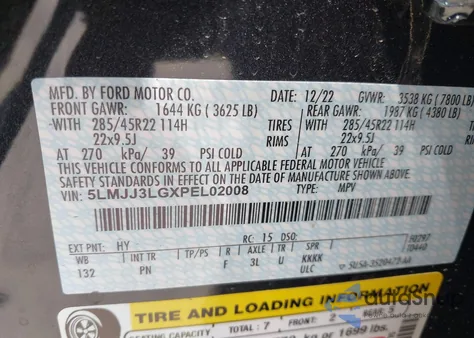 MFD. BY FORD MOTOR CO.
DATE: 12/22 GVWR: 3538 KG ( 7800 LB)
FRONT GAWR: 1644 KG ( 3625 LB) REAR GAWR: 1987 KG ( 4380 LB)
-WITH 285/45R22 114H TIRES -WITH 285/45R22 114H
22x9.5J RIMS 22x9.5J
AT 270 kPa/ 39 PSI COLD AT 270 kPa/ 39 PSI COLD
THIS VEHICLE CONFORMS TO ALL APPLICABLE FEDERAL MOTOR VEHICLE
SAFETY STANDARDS IN EFFECT ON THE DATE OF MANUFACTURE SHOWN ABOVE.
VIN: 5LMJJ3LGXPEL02008 TYPE: MPV
EXT PNT: HY RC: 15 DSO:
WB INT TR TP/PS R AXLE TR SPR
132 PN F 3L U KKKK
ULC
TIRE AND LOADING INFORMATION
TOTAL : 7 FRONT: 2